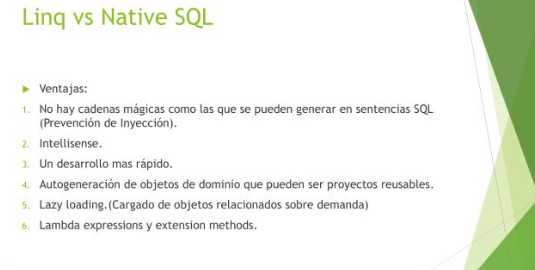 Linq vs Native SQL
Ventajas:
1. No hay cadenas mágicas como las que se pueden generar en sentencias SQL
(Prevención de Inyección).
2. Intellisense.
3. Un desarrollo mas rápido.
4. Autogeneración de objetos de dominio que pueden ser proyectos reusables.
5. Lazy loading.(Cargado de objetos relacionados sobre demanda)
6. Lambda expressions y extension methods.